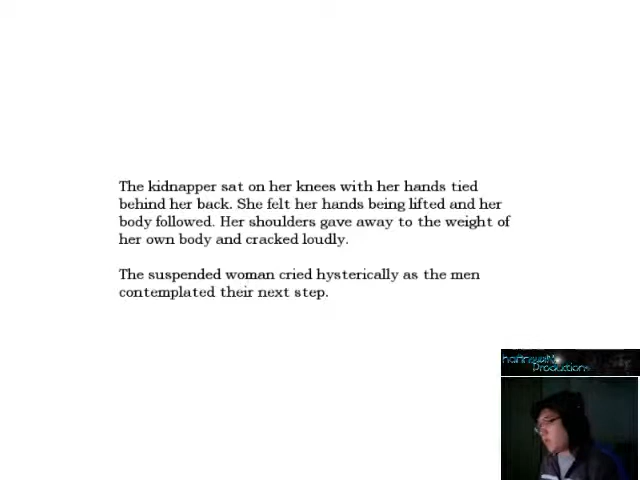 The kidnapper sat on her knees with her hands tied
behind her back. She felt her hands being lifted and her
body followed. Her shoulders gave away to the weight of
her own body and cracked loudly.
The suspended woman cried hysterically as the men
contemplated their next step.
Productions